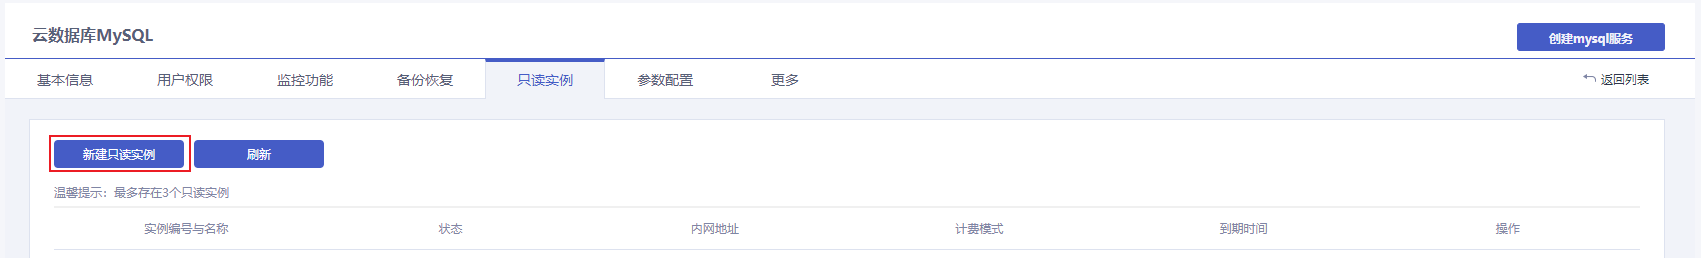 云数据库MySQL
创建mysql服务
基本信息 用户权限 监控功能 备份恢复 只读实例 参数配置 更多 返回列表
新建只读实例 刷新
温馨提示：最多存在3个只读实例
实例编号与名称 状态 内网地址 计费模式 到期时间 操作